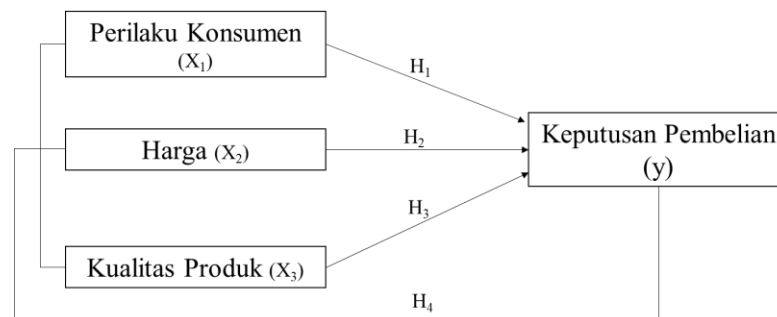 Perilaku Konsumen
(X₁)
H₁
Harga (X₂)
H₂
Keputusan Pembelian
(y)
H₃
Kualitas Produk (X₃)
H₄